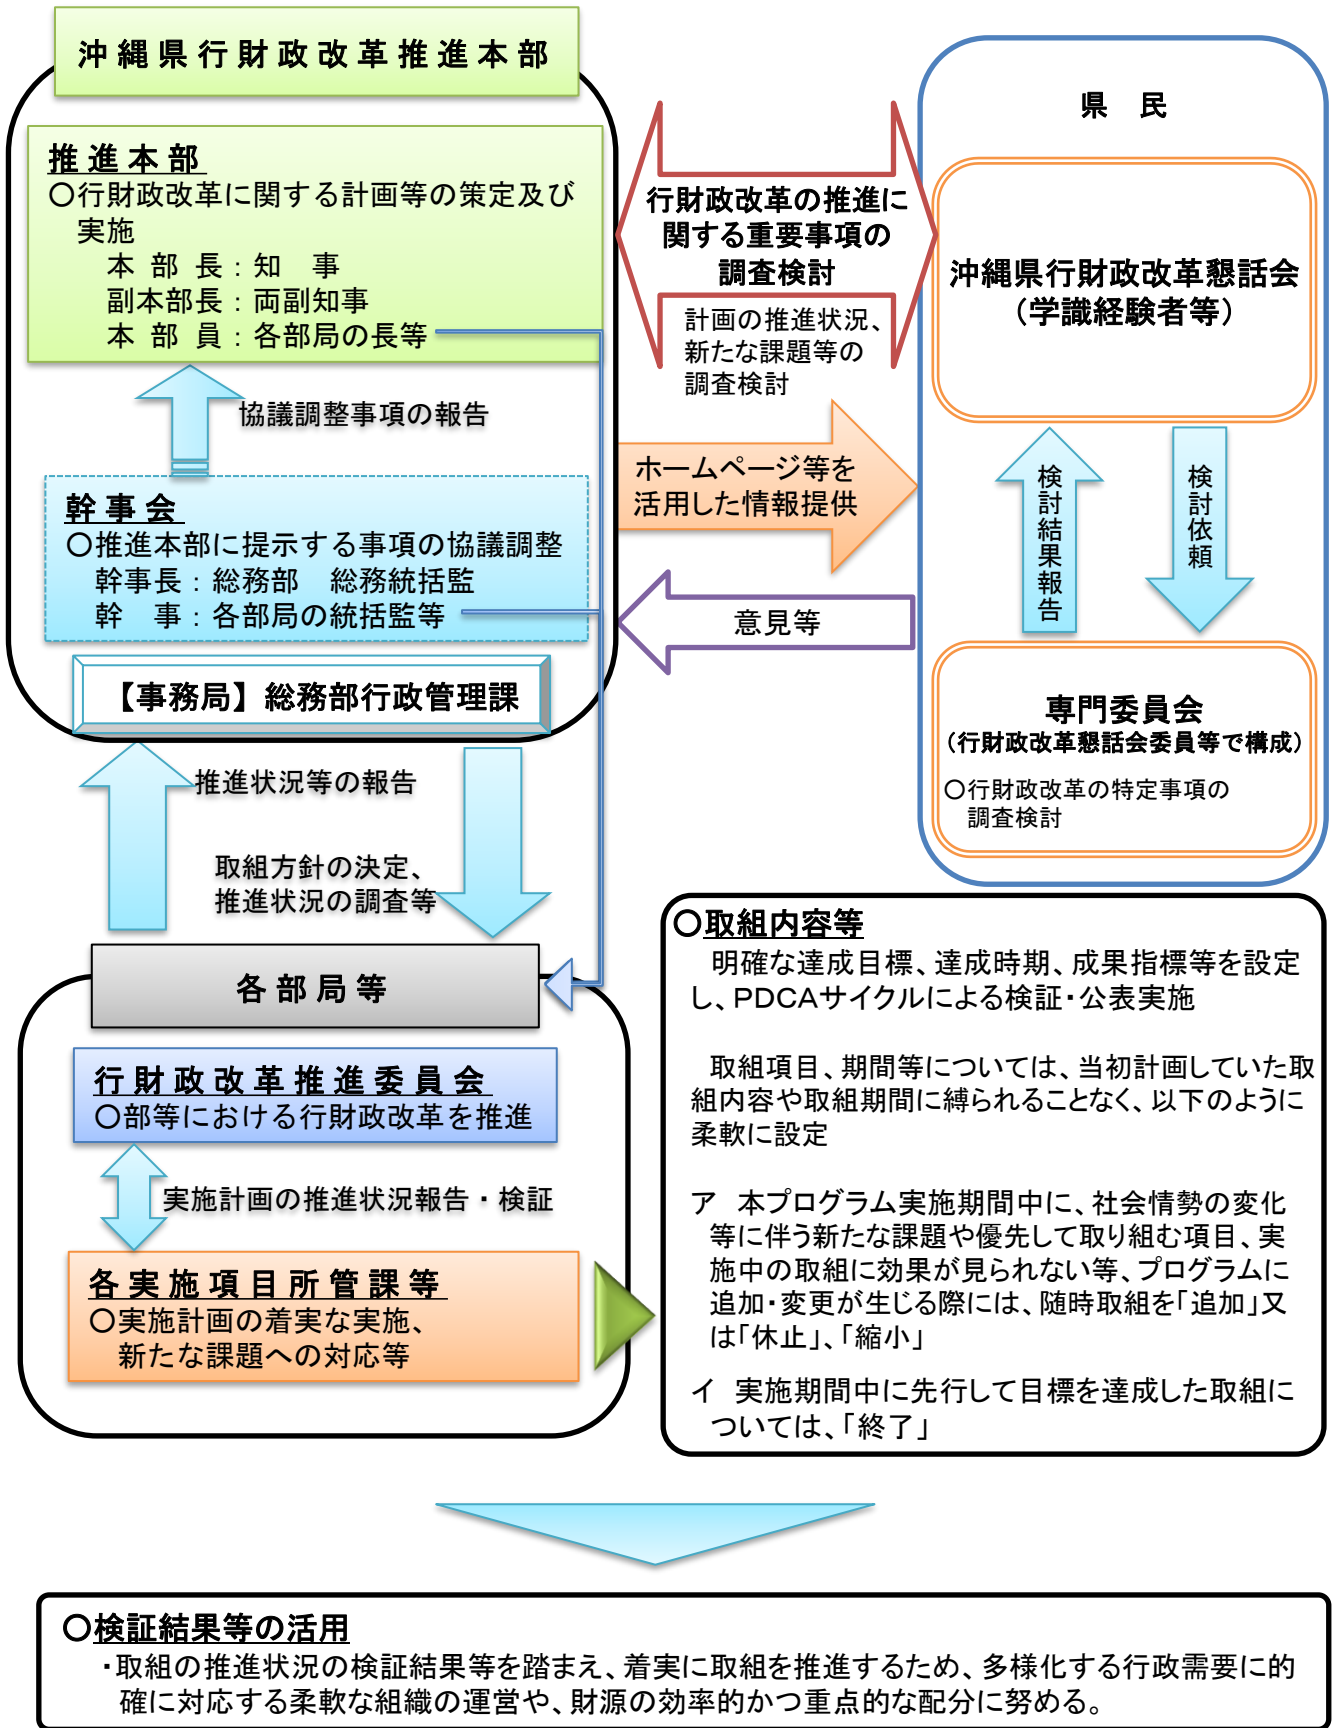 沖縄県行財政改革推進本部
推進本部
〇行財政改革に関する計画等の策定及び
実施
本 部 長：知　事
副本部長：両副知事
本 部 員：各部局の長等
協議調整事項の報告
幹事会
〇推進本部に提示する事項の協議調整
幹事長：総務部　総務統括監
幹　事：各部局の統括監等
【事務局】総務部行政管理課
行財政改革の推進に
関する重要事項の
調査検討
計画の推進状況、
新たな課題等の
調査検討
ホームページ等を
活用した情報提供
意見等
県　民
沖縄県行財政改革懇話会
（学識経験者等）
検討結果報告
検討依頼
専門委員会
（行財政改革懇話会委員等で構成）
〇行財政改革の特定事項の
調査検討
推進状況等の報告
取組方針の決定、
推進状況の調査等
各部局等
行財政改革推進委員会
〇部等における行財政改革を推進
実施計画の推進状況報告・検証
各実施項目所管課等
〇実施計画の着実な実施、
新たな課題への対応等
〇取組内容等
明確な達成目標、達成時期、成果指標等を設定
し、PDCAサイクルによる検証・公表実施
取組項目、期間等については、当初計画していた取
組内容や取組期間に縛られることなく、以下のように
柔軟に設定
ア　本プログラム実施期間中に、社会情勢の変化
等に伴う新たな課題や優先して取り組む項目、実
施中の取組に効果が見られない等、プログラムに
追加・変更が生じる際には、随時取組を「追加」又
は「休止」、「縮小」
イ　実施期間中に先行して目標を達成した取組に
ついては、「終了」
〇検証結果等の活用
・取組の推進状況の検証結果等を踏まえ、着実に取組を推進するため、多様化する行政需要に的
確に対応する柔軟な組織の運営や、財源の効率的かつ重点的な配分に努める。